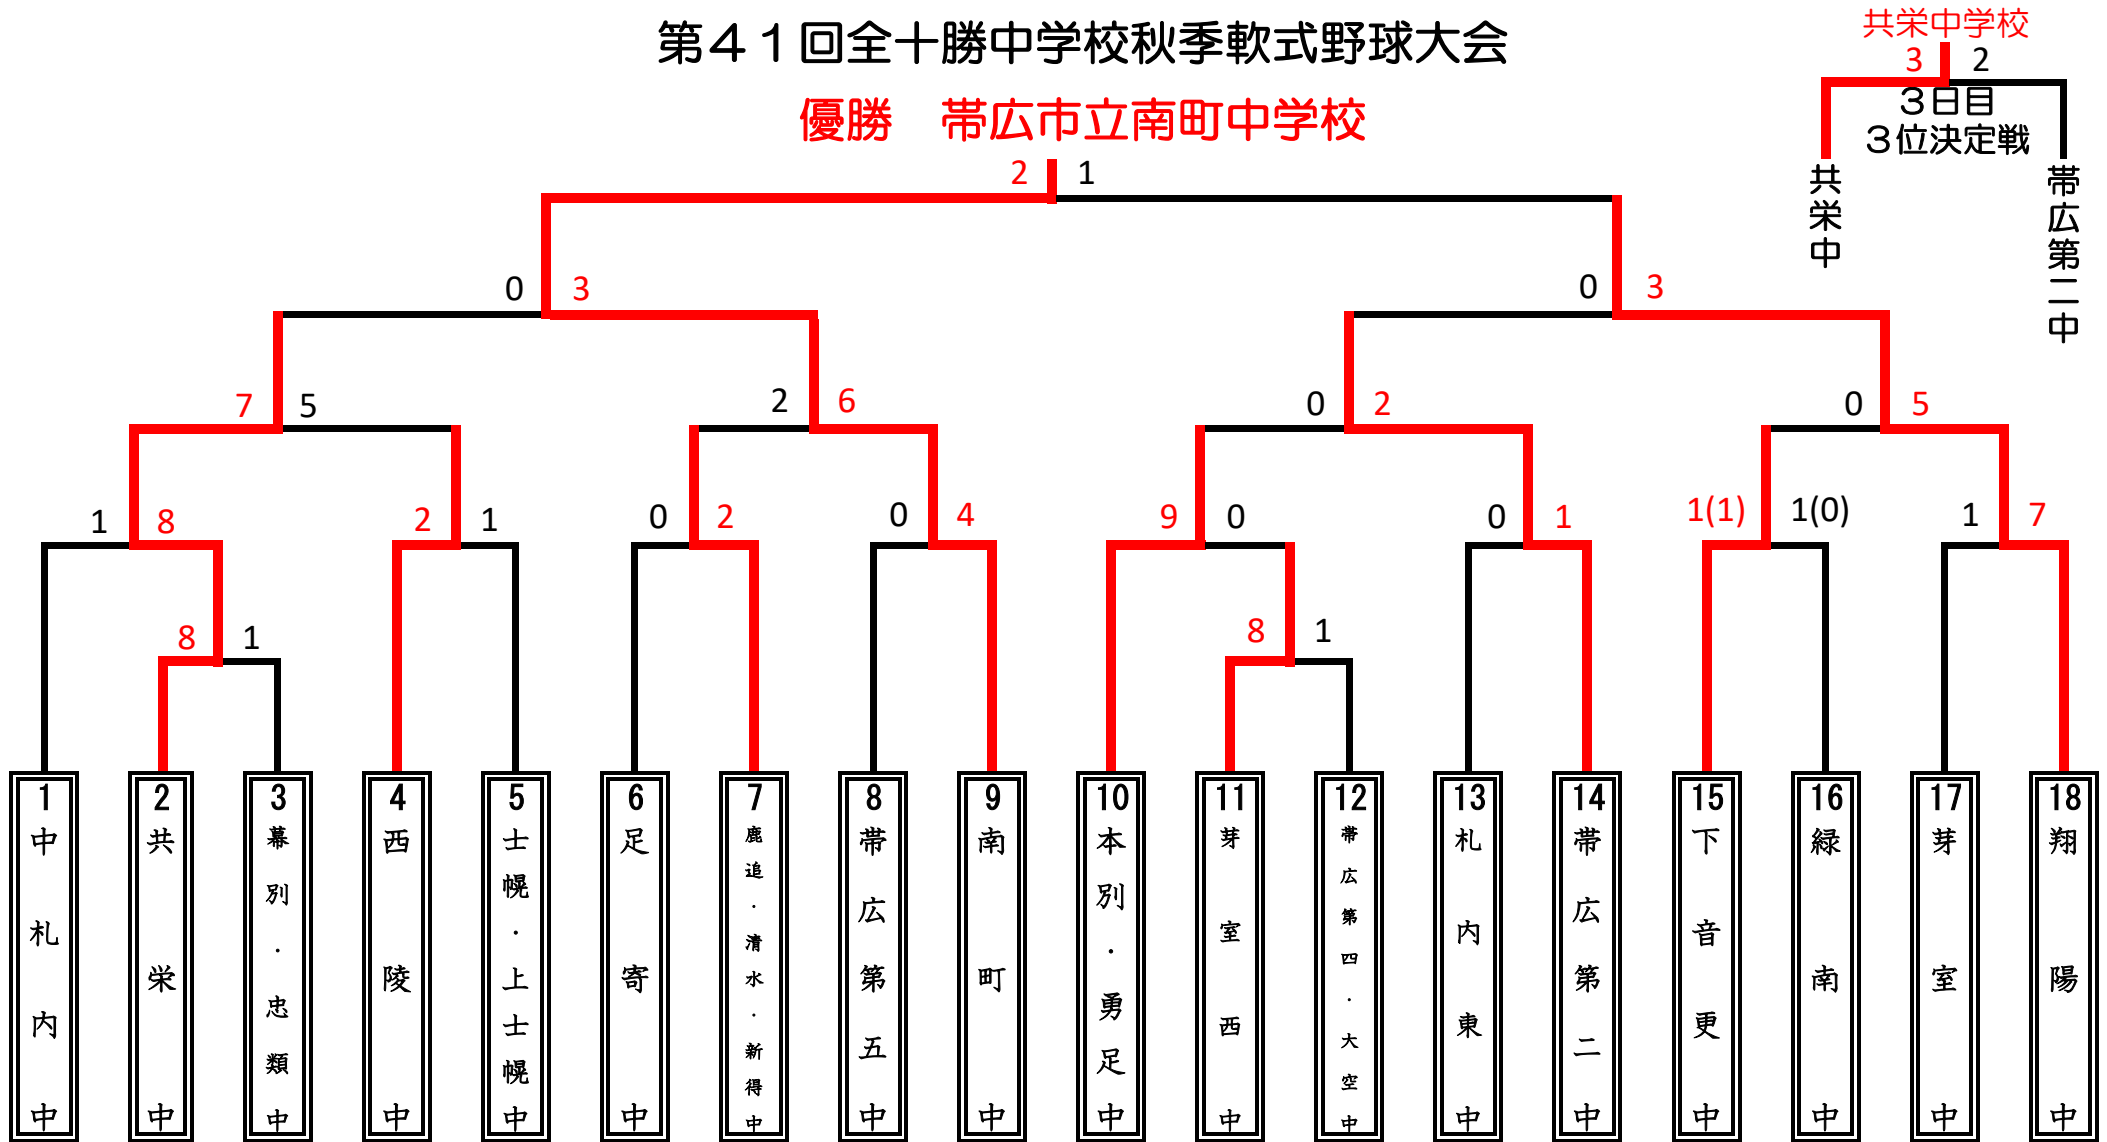 第４１回全十勝中学校秋季軟式野球大会
優勝　帯広市立南町中学校
共栄中学校
3 2
３日目
３位決定戦
共栄中
帯広第二中
2 1
0 3
0 3
7 5
2 6
0 2
0 5
1 8
2 1
0 2
0 4
9 0
0 1
1(1) 1(0)
1 7
8 1
8 1
1 中札内中
2 共栄中
3 幕別・忠類中
4 西陵中
5 士幌・上士幌中
6 足寄中
7 鹿追・清水・新得中
8 帯広第五中
9 南町中
10 本別・勇足中
11 芽室西中
12 帯広第四・大空中
13 札内東中
14 帯広第二中
15 下音更中
16 緑南中
17 芽室中
18 翔陽中